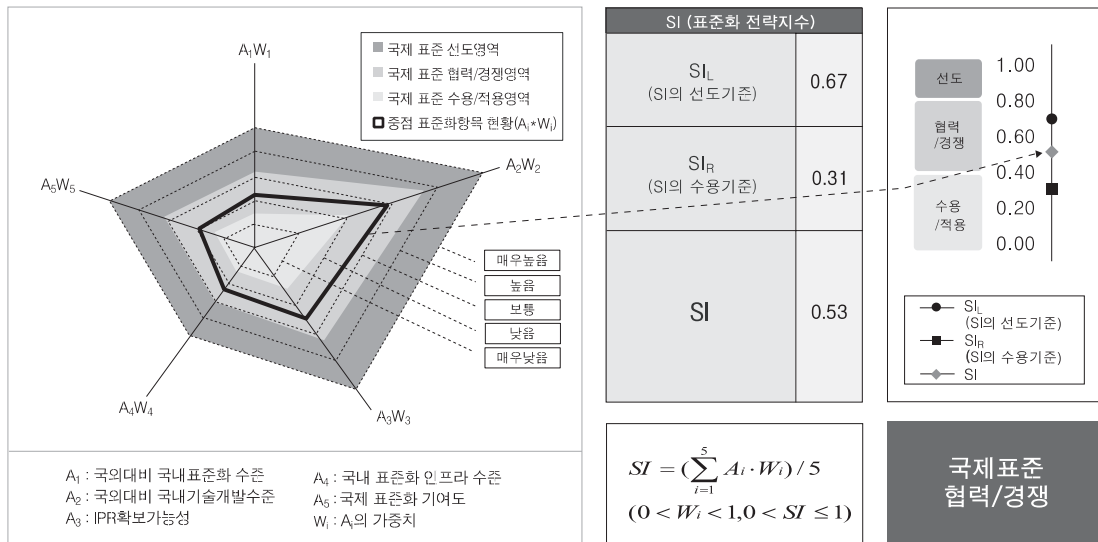 A1W1
A2W2
A3W3
A4W4
A5W5
국제 표준 선도영역
국제 표준 협력/경쟁영역
국제 표준 수용/적용영역
중점 표준화항목 현황(Ai*Wi)
매우높음
높음
보통
낮음
매우낮음
A1 : 국외대비 국내표준화 수준
A2 : 국외대비 국내기술개발수준
A3 : IPR확보가능성
A4 : 국내 표준화 인프라 수준
A5 : 국제 표준화 기여도
Wi : Ai의 가중치
SI (표준화 전략지수)
SIL
(SI의 선도기준)
0.67
SIR
(SI의 수용기준)
0.31
SI
0.53
SI = (∑ i=1 5 Ai · Wi) / 5
(0 < Wi < 1,0 < SI ≤ 1)
선도
협력
/경쟁
수용
/적용
1.00
0.80
0.60
0.40
0.20
0.00
SIL
(SI의 선도기준)
SIR
(SI의 수용기준)
SI
국제표준
협력/경쟁